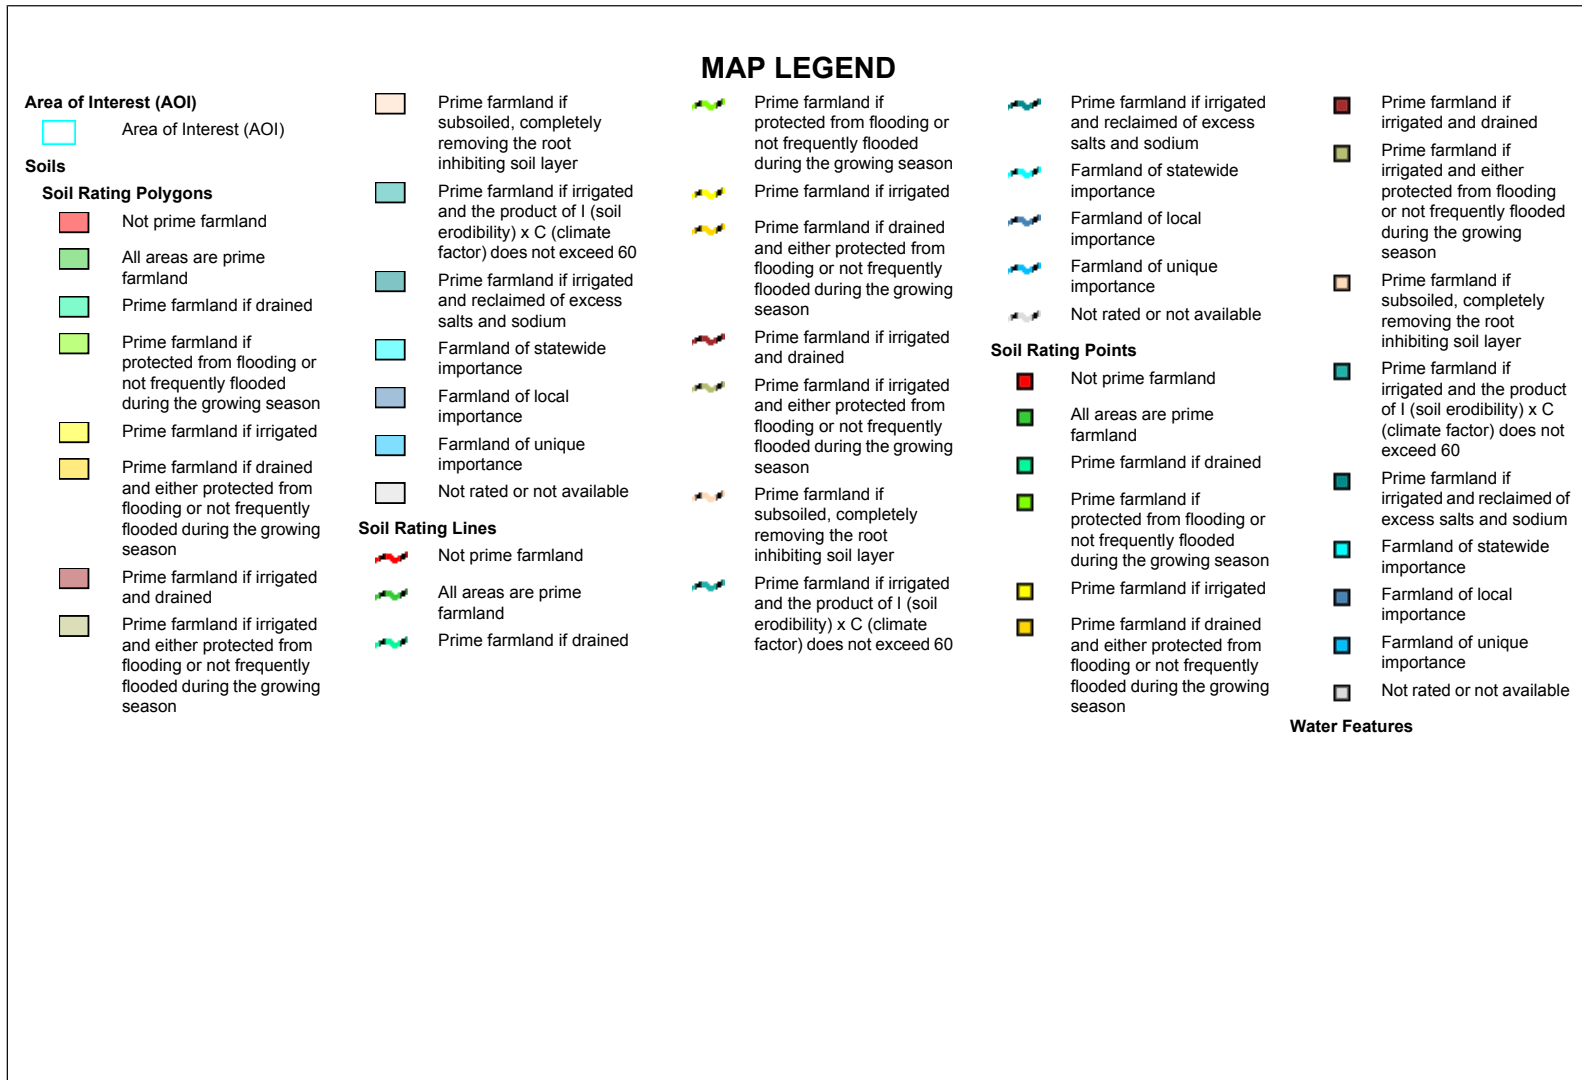 MAP LEGEND
Area of Interest (AOI)
Area of Interest (AOI)
Soils
Soil Rating Polygons
Not prime farmland
All areas are prime
farmland
Prime farmland if drained
Prime farmland if
protected from flooding or
not frequently flooded
during the growing season
Prime farmland if irrigated
Prime farmland if drained
and either protected from
flooding or not frequently
flooded during the growing
season
Prime farmland if irrigated
and drained
Prime farmland if irrigated
and either protected from
flooding or not frequently
flooded during the growing
season
Prime farmland if
subsoiled, completely
removing the root
inhibiting soil layer
Prime farmland if irrigated
and the product of I (soil
erodibility) x C (climate
factor) does not exceed 60
Prime farmland if irrigated
and reclaimed of excess
salts and sodium
Farmland of statewide
importance
Farmland of local
importance
Farmland of unique
importance
Not rated or not available
Soil Rating Lines
Not prime farmland
All areas are prime
farmland
Prime farmland if drained
Prime farmland if
protected from flooding or
not frequently flooded
during the growing season
Prime farmland if irrigated
Prime farmland if drained
and either protected from
flooding or not frequently
flooded during the growing
season
Prime farmland if irrigated
and drained
Prime farmland if irrigated
and either protected from
flooding or not frequently
flooded during the growing
season
Prime farmland if
subsoiled, completely
removing the root
inhibiting soil layer
Prime farmland if irrigated
and the product of I (soil
erodibility) x C (climate
factor) does not exceed 60
Prime farmland if irrigated
and reclaimed of excess
salts and sodium
Farmland of statewide
importance
Farmland of local
importance
Farmland of unique
importance
Not rated or not available
Soil Rating Points
Not prime farmland
All areas are prime
farmland
Prime farmland if drained
Prime farmland if
protected from flooding or
not frequently flooded
during the growing season
Prime farmland if irrigated
Prime farmland if drained
and either protected from
flooding or not frequently
flooded during the growing
season
Prime farmland if
irrigated and drained
Prime farmland if
irrigated and either
protected from flooding
or not frequently flooded
during the growing
season
Prime farmland if
subsoiled, completely
removing the root
inhibiting soil layer
Prime farmland if
irrigated and the product
of I (soil erodibility) x C
(climate factor) does not
exceed 60
Prime farmland if
irrigated and reclaimed of
excess salts and sodium
Farmland of statewide
importance
Farmland of local
importance
Farmland of unique
importance
Not rated or not available
Water Features